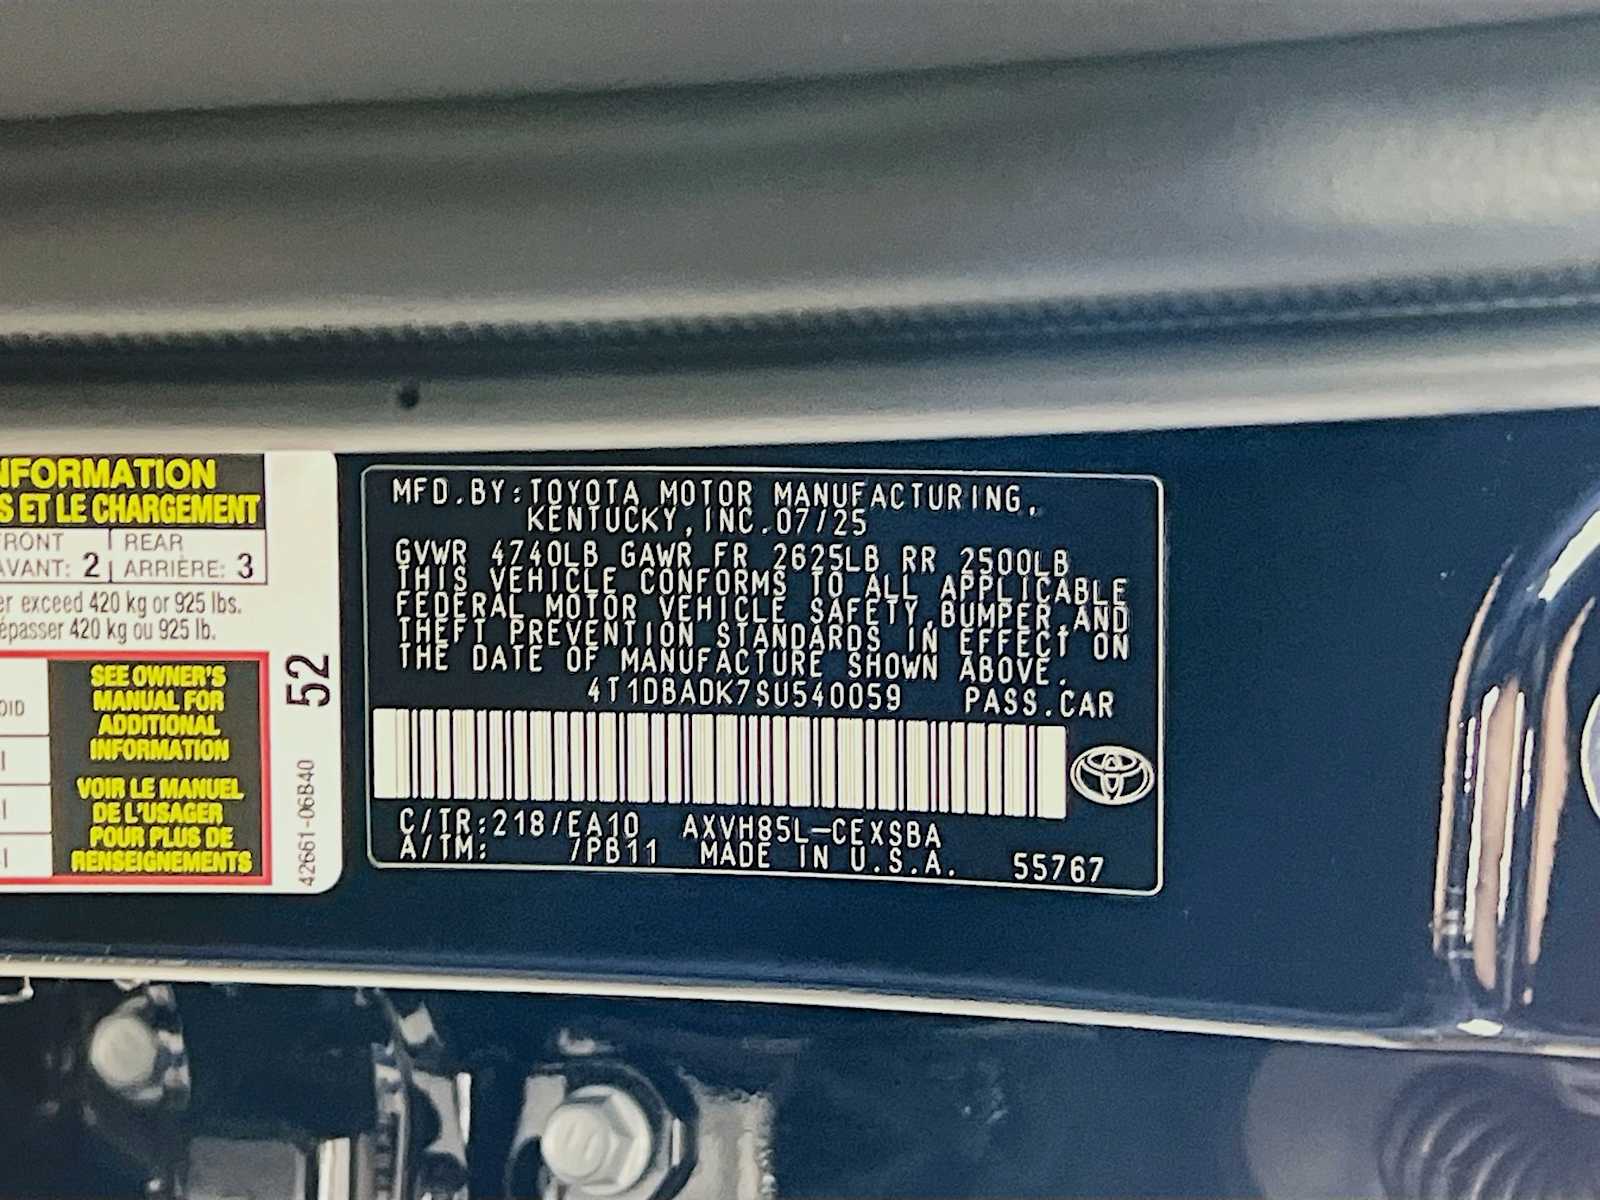 NFORMATION
S ET LE CHARGEMENT
FRONT REAR
AVANT: 2 ARRIÈRE: 3
er exceed 420 kg or 925 lbs.
épasser 420 kg ou 925 lb.
SEE OWNER'S
MANUAL FOR
ADDITIONAL
INFORMATION
VOIR LE MANUEL
DE L'USAGER
POUR PLUS DE
RENSEIGNEMENTS
OID
52
42661-06B40
MFD.BY:TOYOTA MOTOR MANUFACTURING,
KENTUCKY,INC.07/25
GVWR 4740LB GAWR FR 2625LB RR 2500LB
THIS VEHICLE CONFORMS TO ALL APPLICABLE
FEDERAL MOTOR VEHICLE SAFETY,BUMPER,AND
THEFT PREVENTION STANDARDS IN EFFECT ON
THE DATE OF MANUFACTURE SHOWN ABOVE.
4T1DBADK7SU540059 PASS.CAR
C/TR:218/EA10 AXVH85L-CEXSBA
A/TM: /PB11 MADE IN U.S.A. 55767